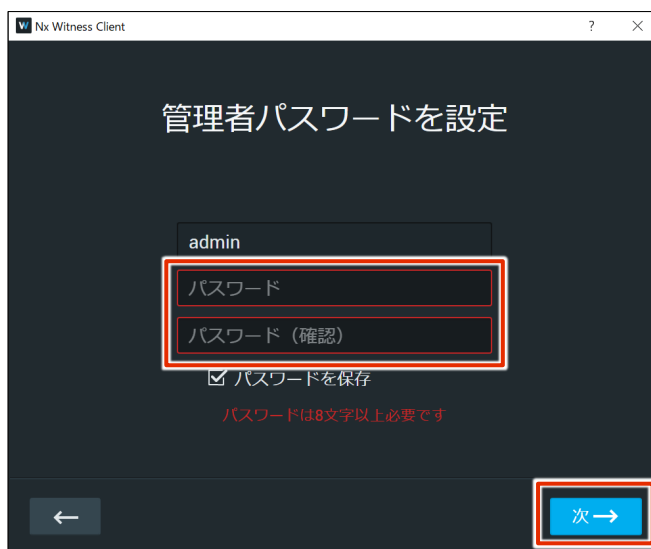 Nx Witness Client
管理者パスワードを設定
admin
パスワード
パスワード（確認）
パスワードを保存
パスワードは8文字以上必要です
次→